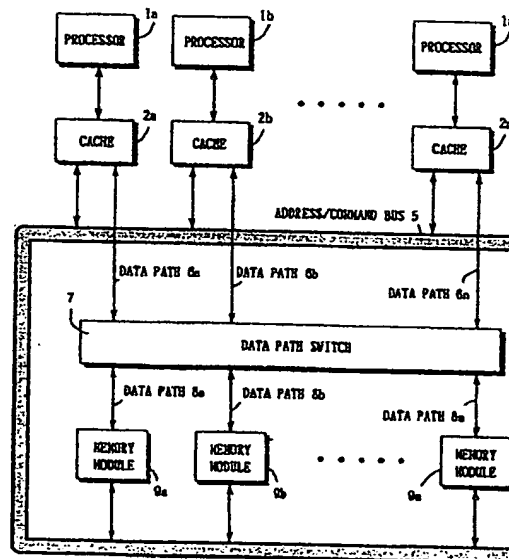 1a 1b
PROCESSOR PROCESSOR PROCESSOR
2a 2b
CACHE CACHE CACHE
ADDRESS/COMMAND BUS 5
DATA PATH 6a DATA PATH 6b DATA PATH 6n
7
DATA PATH SWITCH
DATA PATH 8a DATA PATH 8b DATA PATH 8m
MEMORY MODULE MEMORY MODULE MEMORY MODULE
9a 9b 9m